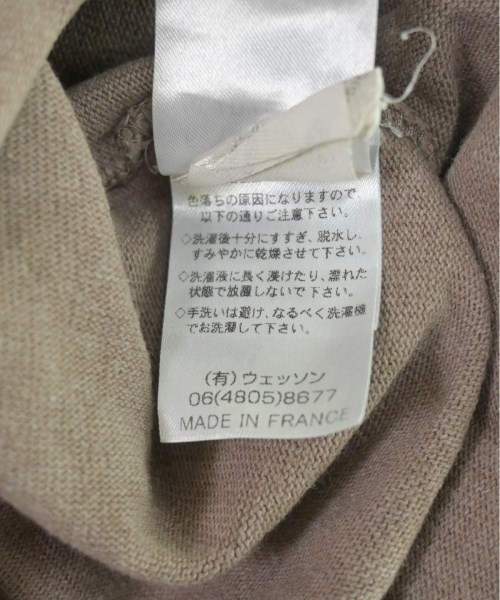 色落ちの原因になりますので、
以下の通りご注意下さい。
◇洗濯後十分にすすぎ、脱水し、
すみやかに乾燥させて下さい。
◇洗濯液に長く漬けたり、濡れた
状態で放置しないで下さい。
◇手洗いは避け、なるべく洗濯機
でお洗濯して下さい。
(有)ウェッソン
06(4805)8677
MADE IN FRANCE